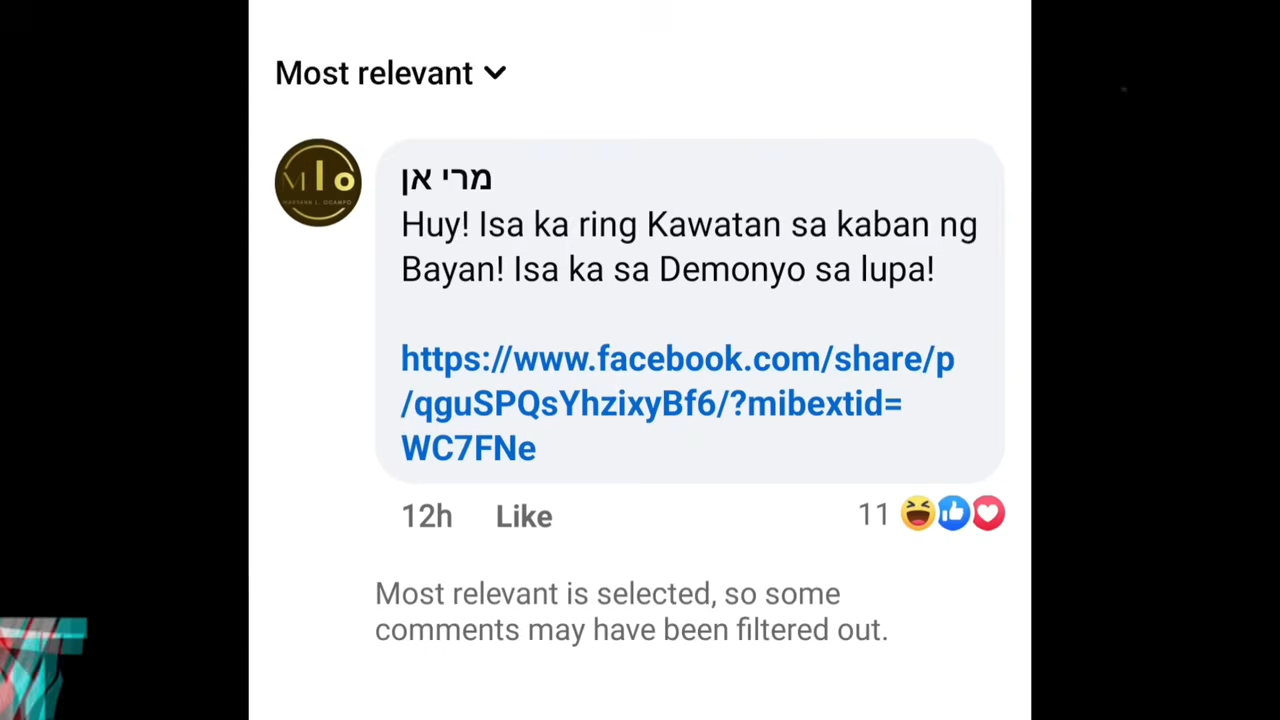 Most relevant
M l o
MARYANN L. OCAMPO
מרי אן
Huy! Isa ka ring Kawatan sa kaban ng
Bayan! Isa ka sa Demonyo sa lupa!
https://www.facebook.com/share/p
/qguSPQsYhzixyBf6/?mibextid=
WC7FNe
12h Like 11
Most relevant is selected, so some
comments may have been filtered out.